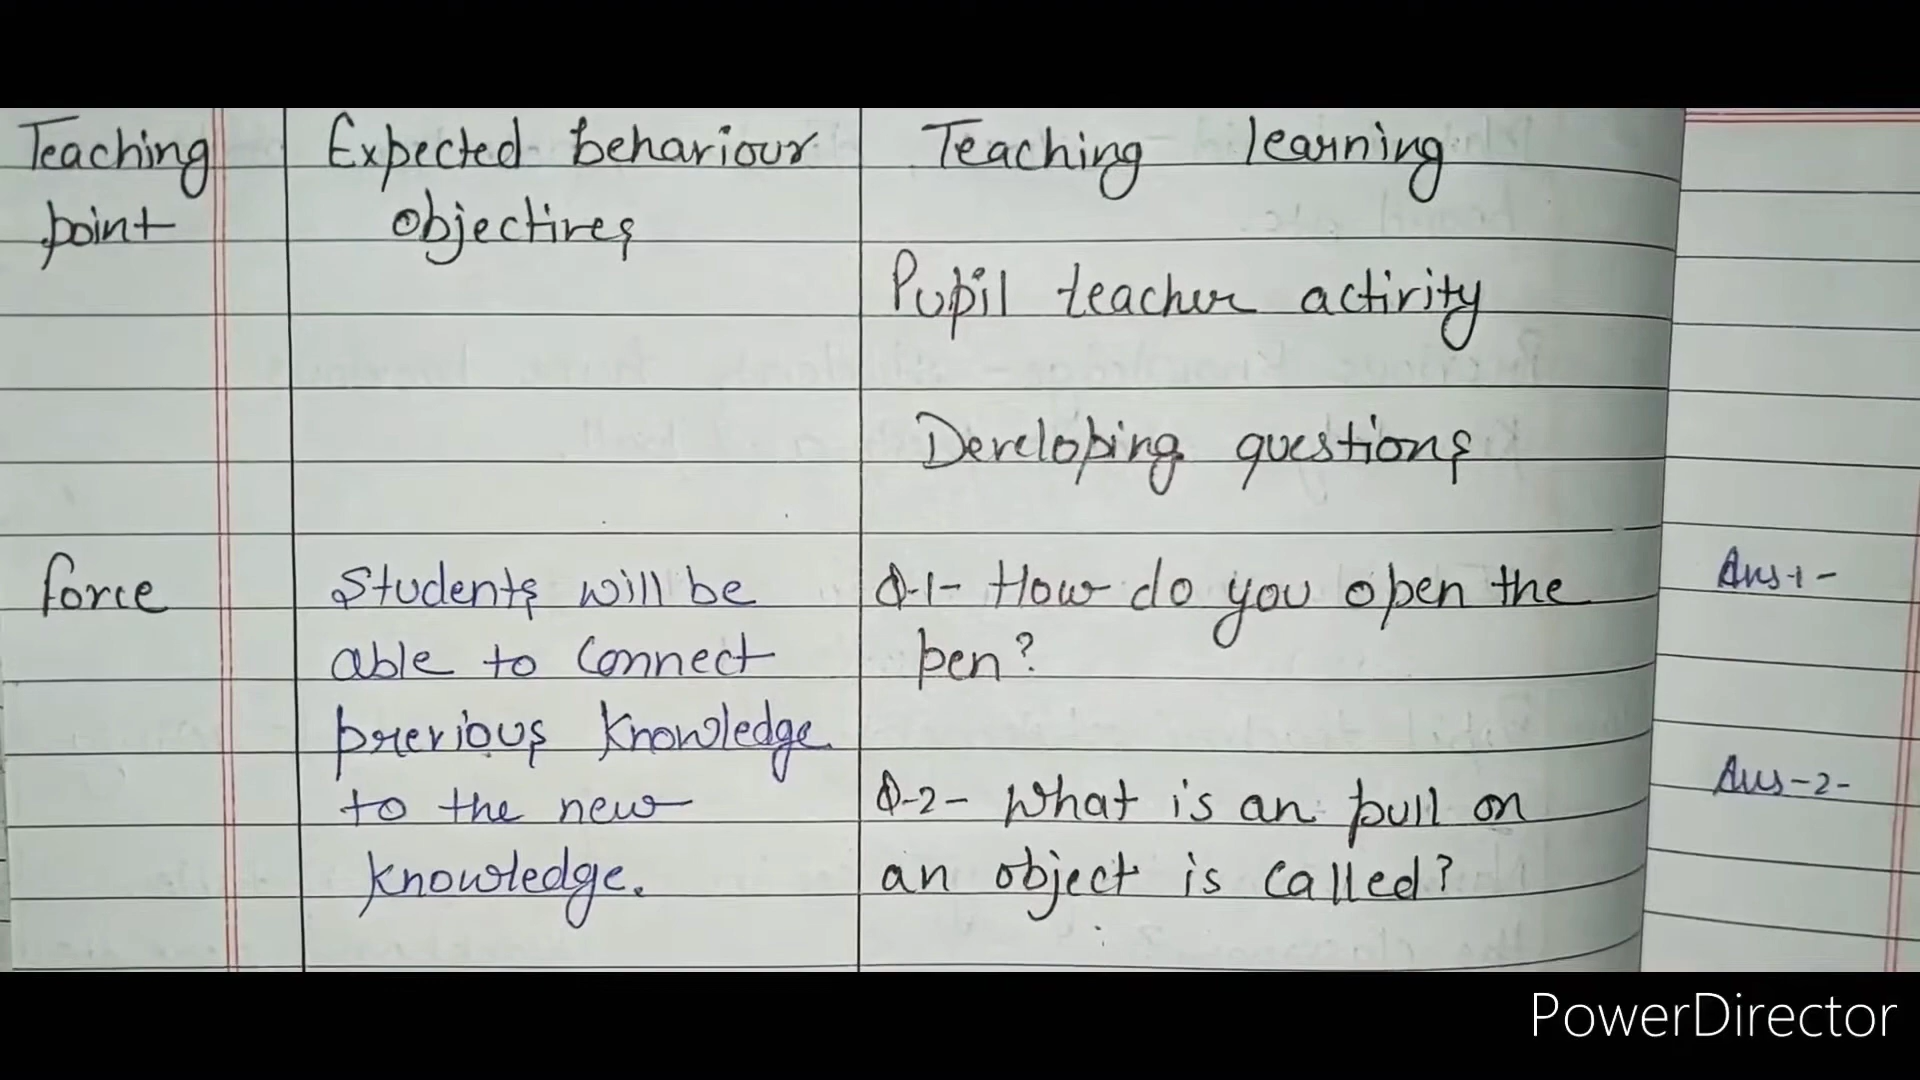 Teaching
point
Expected behaviour
objectives
Teaching learning
Pupil teacher activity
Developing questions
force
Students will be
able to connect
previous knowledge
to the new
knowledge.
Q-1- How do you open the
pen?
Q-2- What is an pull on
an object is called?
Ans-1-
Ans-2-
PowerDirector